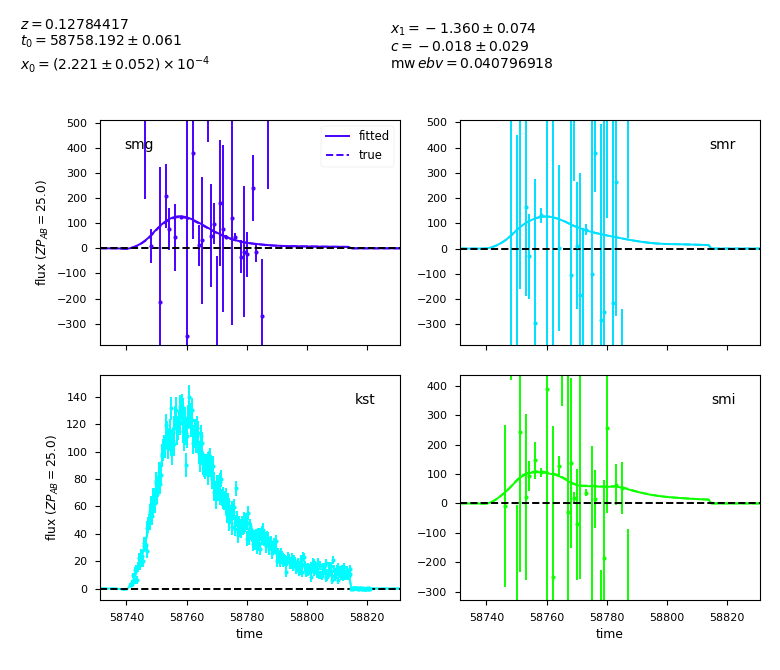 z = 0.12784417
t₀ = 58758.192 ± 0.061
x₀ = (2.221 ± 0.052) × 10⁻⁴
x₁ = −1.360 ± 0.074
c = −0.018 ± 0.029
mwebv = 0.040796918
500
400
300
200
100
0
−100
−200
−300
flux (ZP_AB = 25.0)
smg
fitted
true
500
400
300
200
100
0
−100
−200
−300
smr
140
120
100
80
60
40
20
0
flux (ZP_AB = 25.0)
kst
58740 58760 58780 58800 58820
time
400
300
200
100
0
−100
−200
−300
smi
58740 58760 58780 58800 58820
time